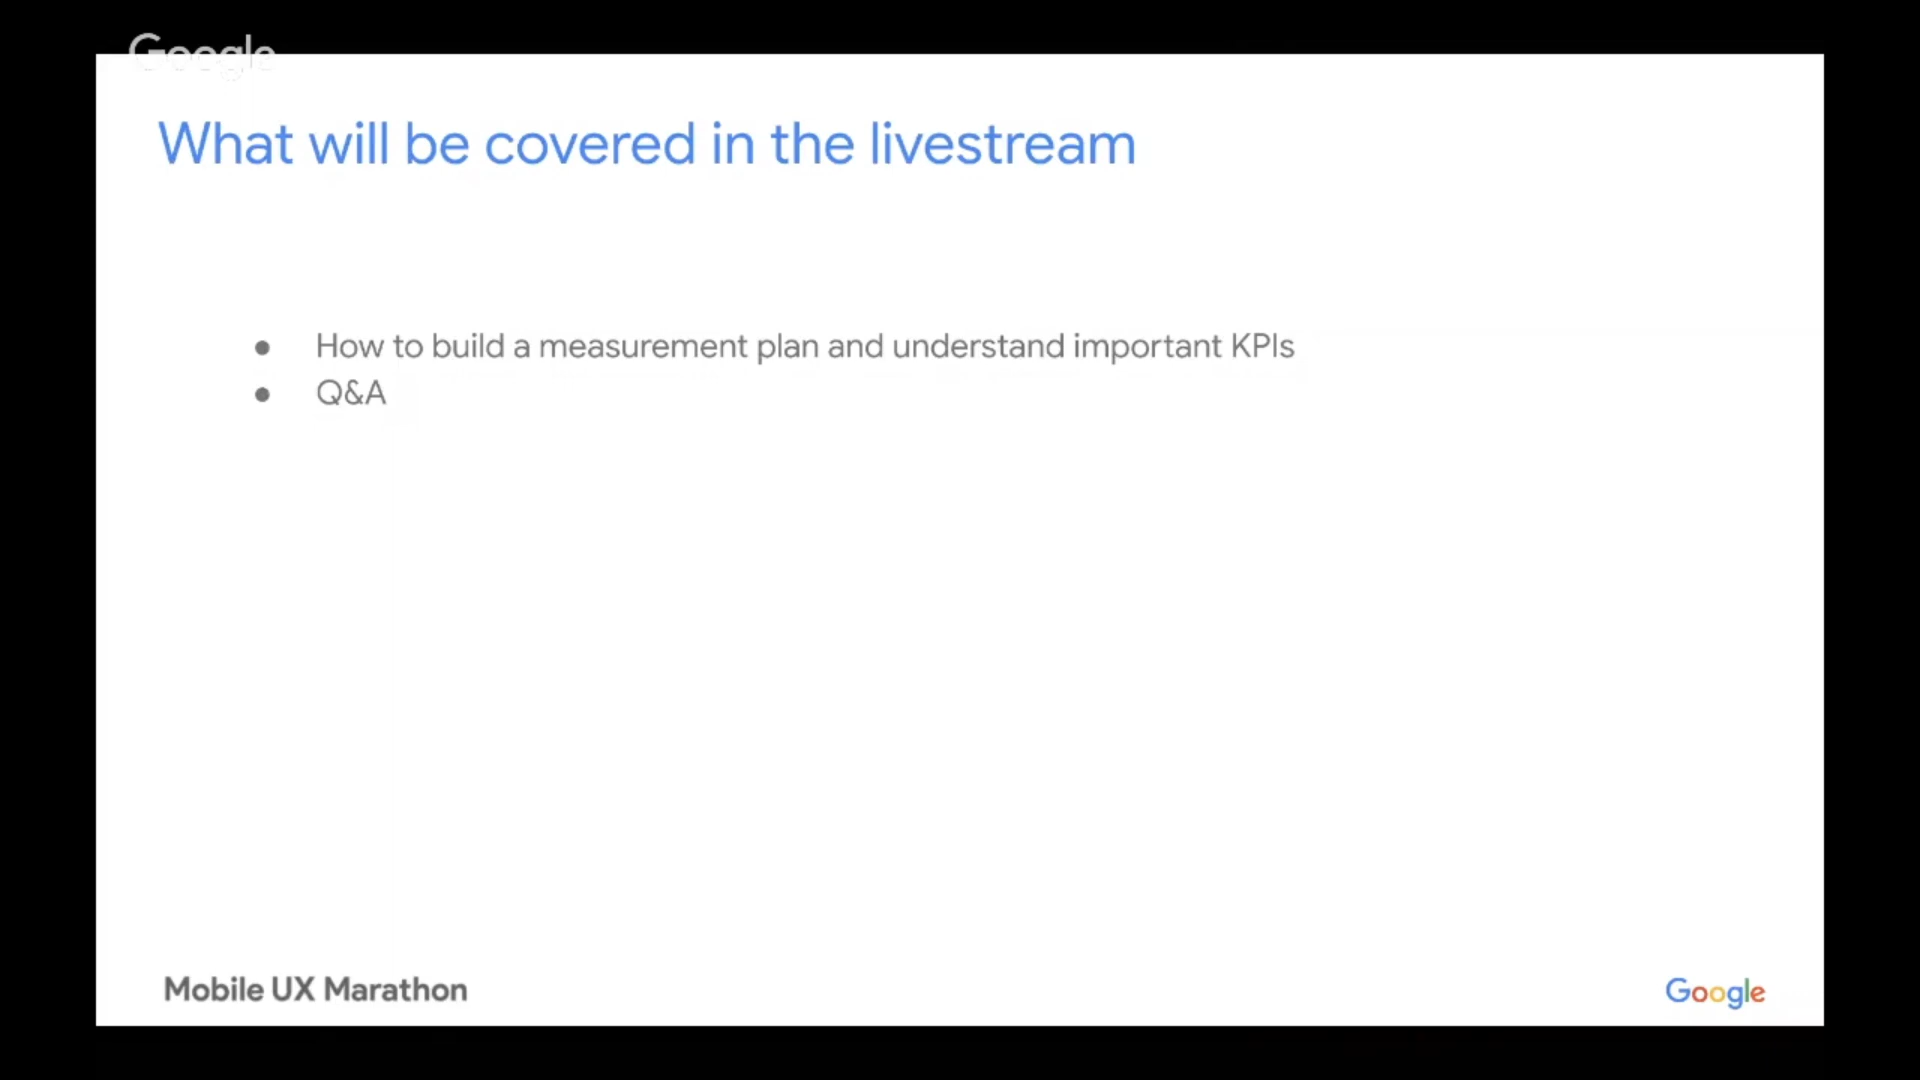 Google
What will be covered in the livestream
● How to build a measurement plan and understand important KPIs
● Q&A
Mobile UX Marathon
Google